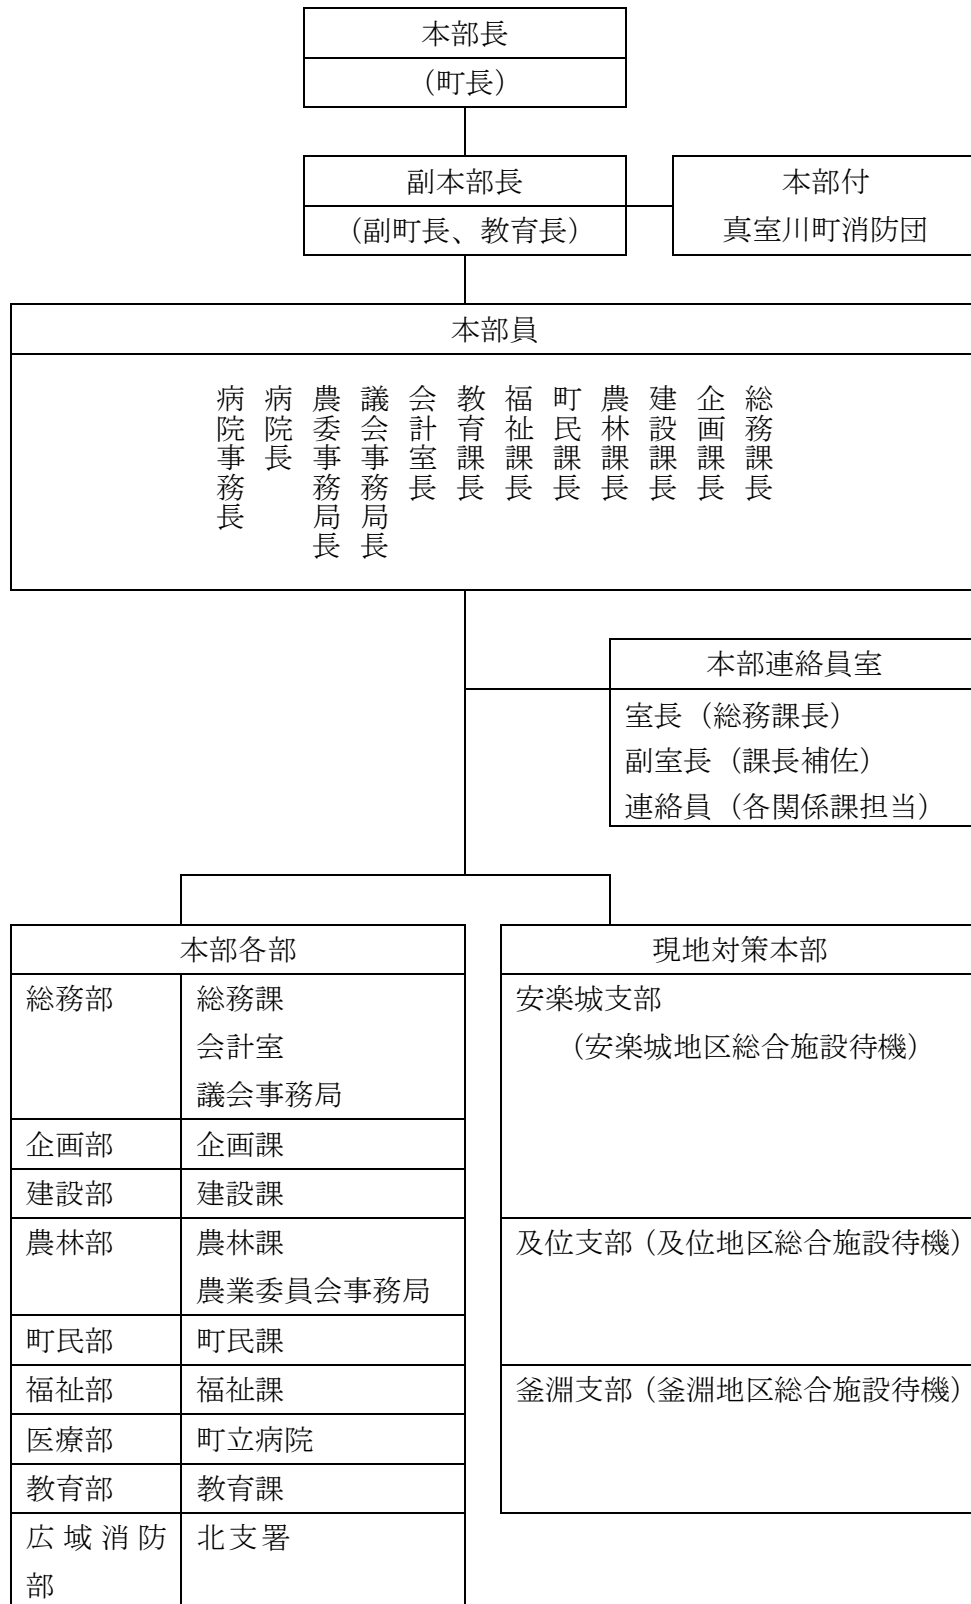 本部長
（町長）
副本部長
（副町長、教育長）
本部付
真室川町消防団
本部員
総務課長
企画課長
建設課長
農林課長
町民課長
福祉課長
教育課長
会計室長
議会事務局長
農委事務局長
病院長
病院事務長
本部連絡員室
室長（総務課長）
副室長（課長補佐）
連絡員（各関係課担当）
本部各部
総務部 総務課
会計室
議会事務局
企画部 企画課
建設部 建設課
農林部 農林課
農業委員会事務局
町民部 町民課
福祉部 福祉課
医療部 町立病院
教育部 教育課
広域消防 北支署
部
現地対策本部
安楽城支部
（安楽城地区総合施設待機）
及位支部（及位地区総合施設待機）
釜淵支部（釜淵地区総合施設待機）